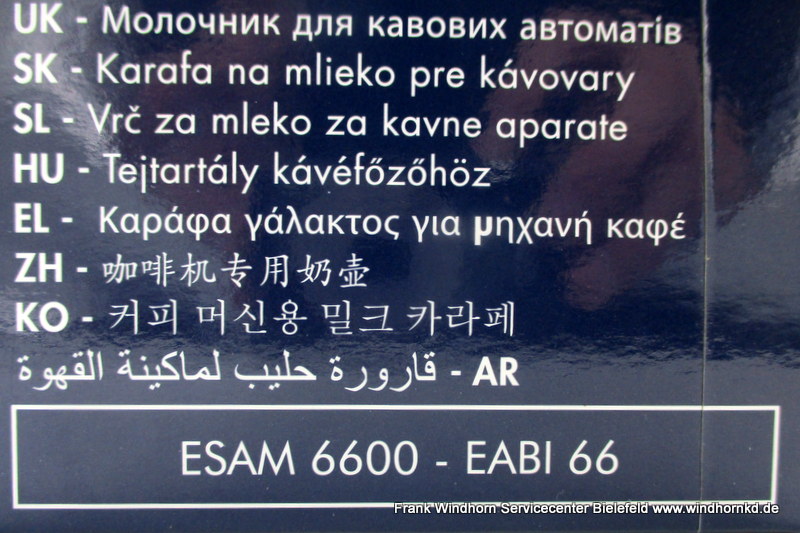 UK - Молочник для кавових автоматів
SK - Karafa na mlieko pre kávovary
SL - Vrč za mleko za kavne aparate
HU - Tejtartály kávéfőzőhöz
EL - Καράφα γάλακτος για μηχανή καφέ
ZH - 咖啡机专用奶壶
KO - 커피 머신용 밀크 카라페
AR - قارورة حليب لماكينة القهوة
ESAM 6600 - EABI 66
Frank Windhorn Servicecenter Bielefeld www.windhornkd.de